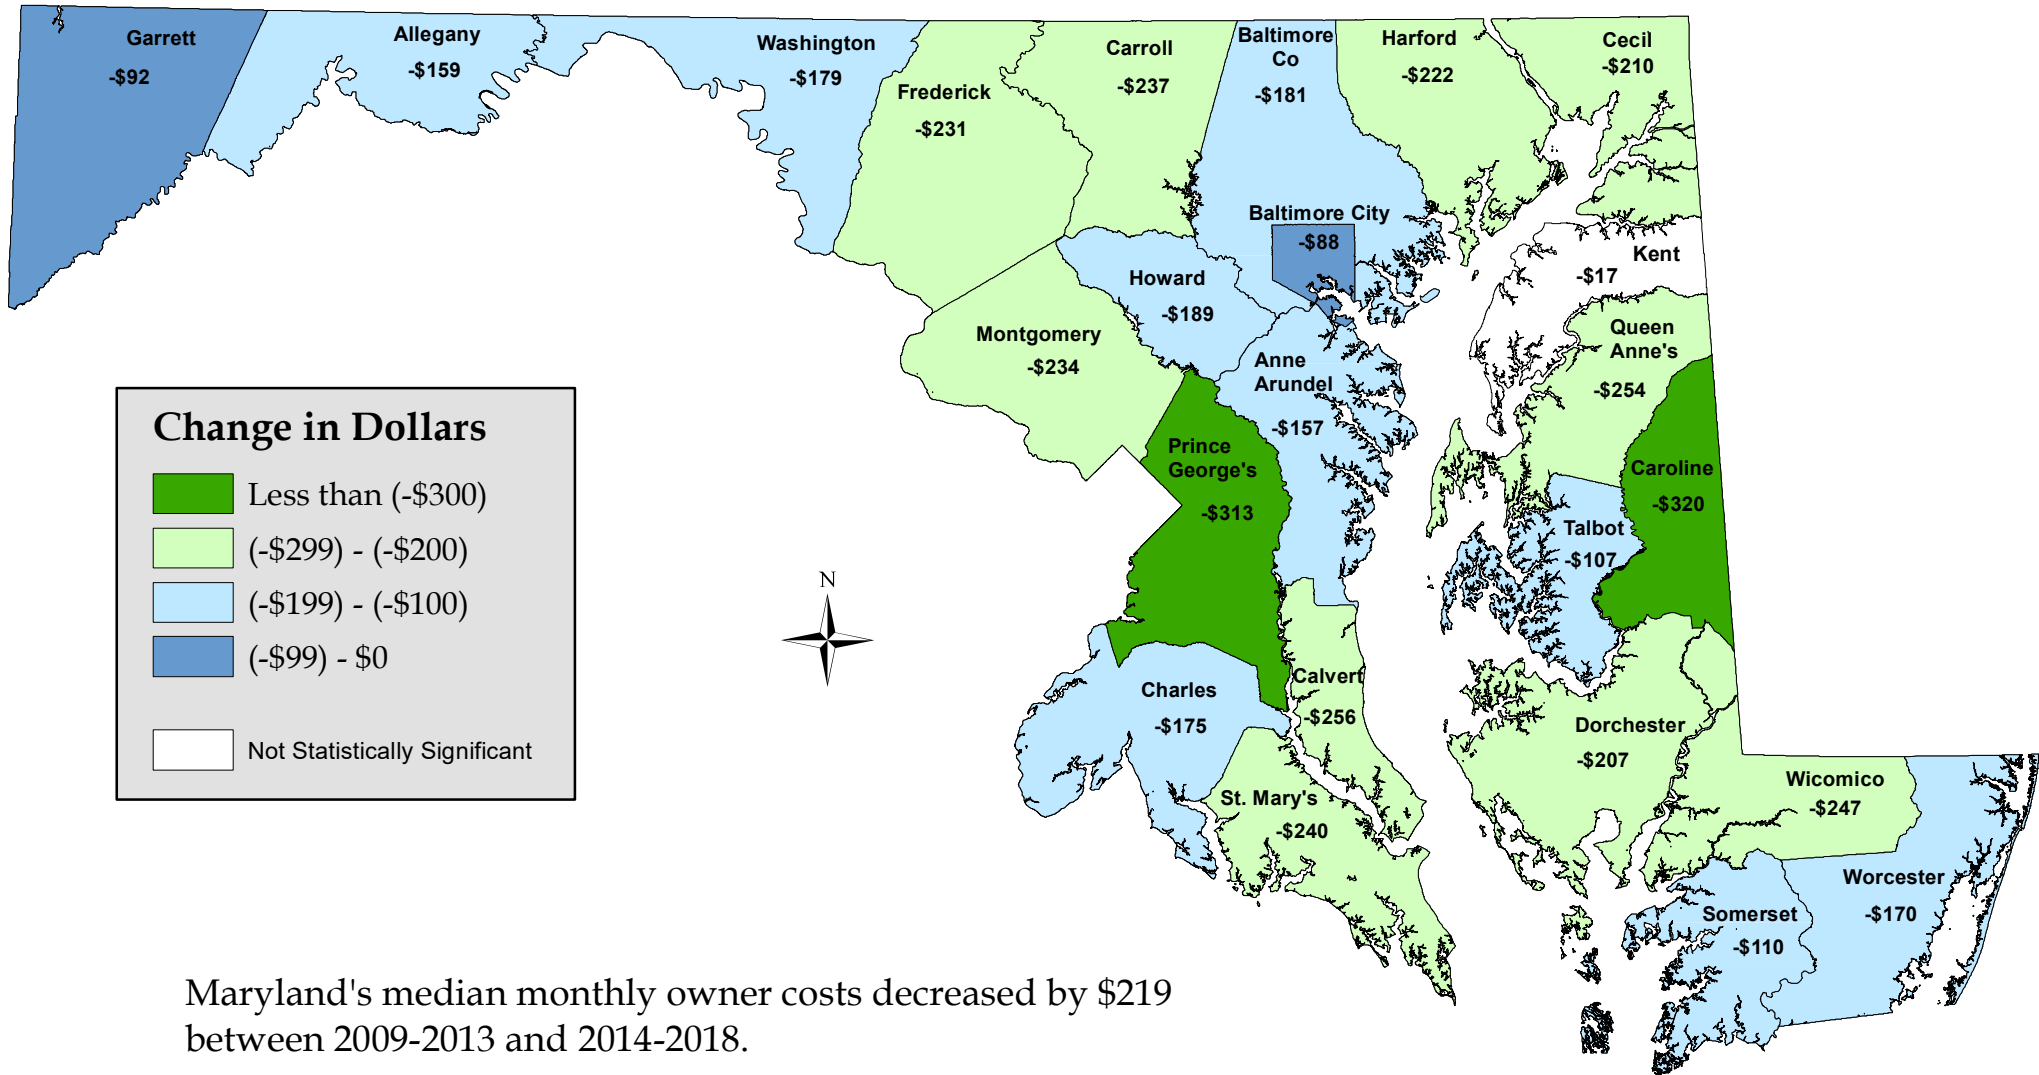 Garrett
-$92
Allegany
-$159
Washington
-$179
Frederick
-$231
Carroll
-$237
Baltimore
Co
-$181
Harford
-$222
Cecil
-$210
Baltimore City
-$88
Kent
-$17
Howard
-$189
Montgomery
-$234
Anne
Arundel
-$157
Queen
Anne's
-$254
Prince
George's
-$313
Caroline
-$320
Talbot
-$107
Change in Dollars
Less than (-$300)
(-$299) - (-$200)
(-$199) - (-$100)
(-$99) - $0
Not Statistically Significant
N
Charles
-$175
Calvert
-$256
St. Mary's
-$240
Dorchester
-$207
Wicomico
-$247
Worcester
-$170
Somerset
-$110
Maryland's median monthly owner costs decreased by $219
between 2009-2013 and 2014-2018.